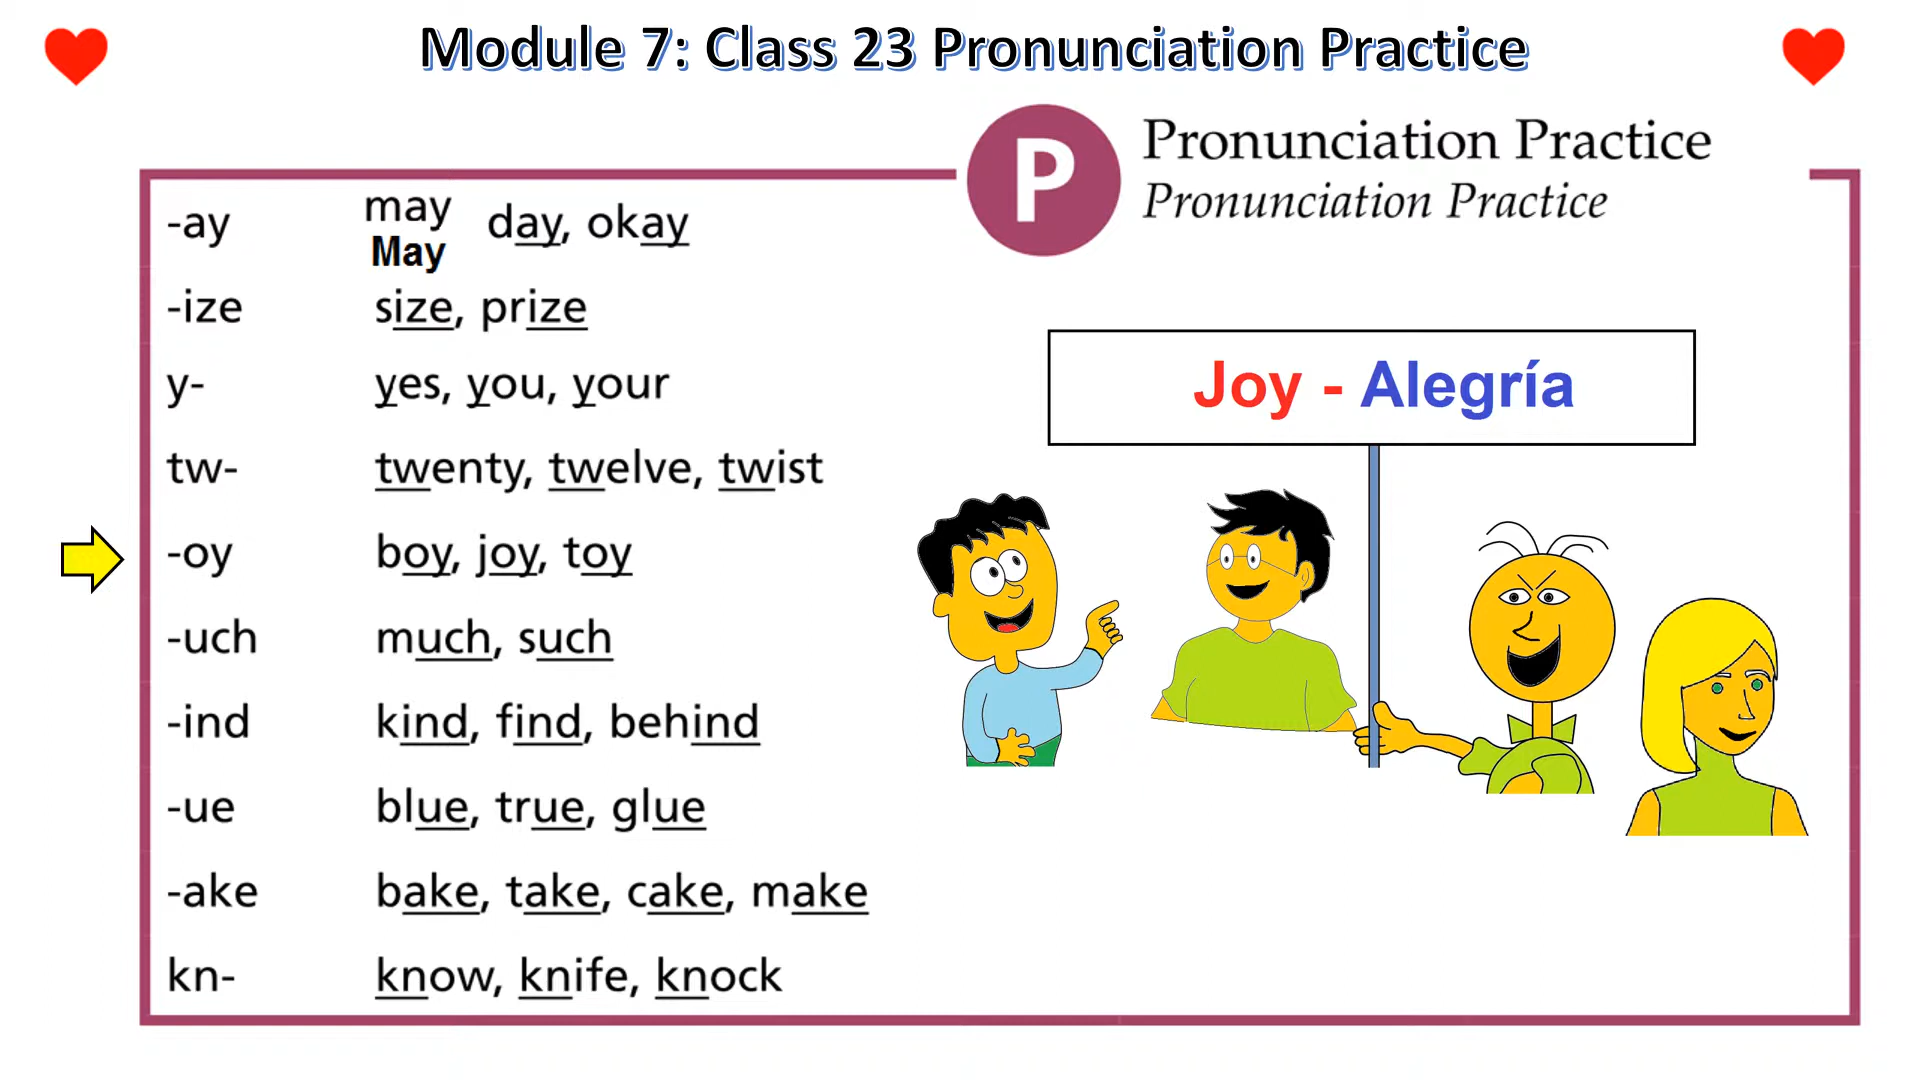 Module 7: Class 23 Pronunciation Practice
P
Pronunciation Practice
Pronunciation Practice
-ay may day, okay
May
-ize size, prize
y- yes, you, your
tw- twenty, twelve, twist
-oy boy, joy, toy
-uch much, such
-ind kind, find, behind
-ue blue, true, glue
-ake bake, take, cake, make
kn- know, knife, knock
Joy - Alegría